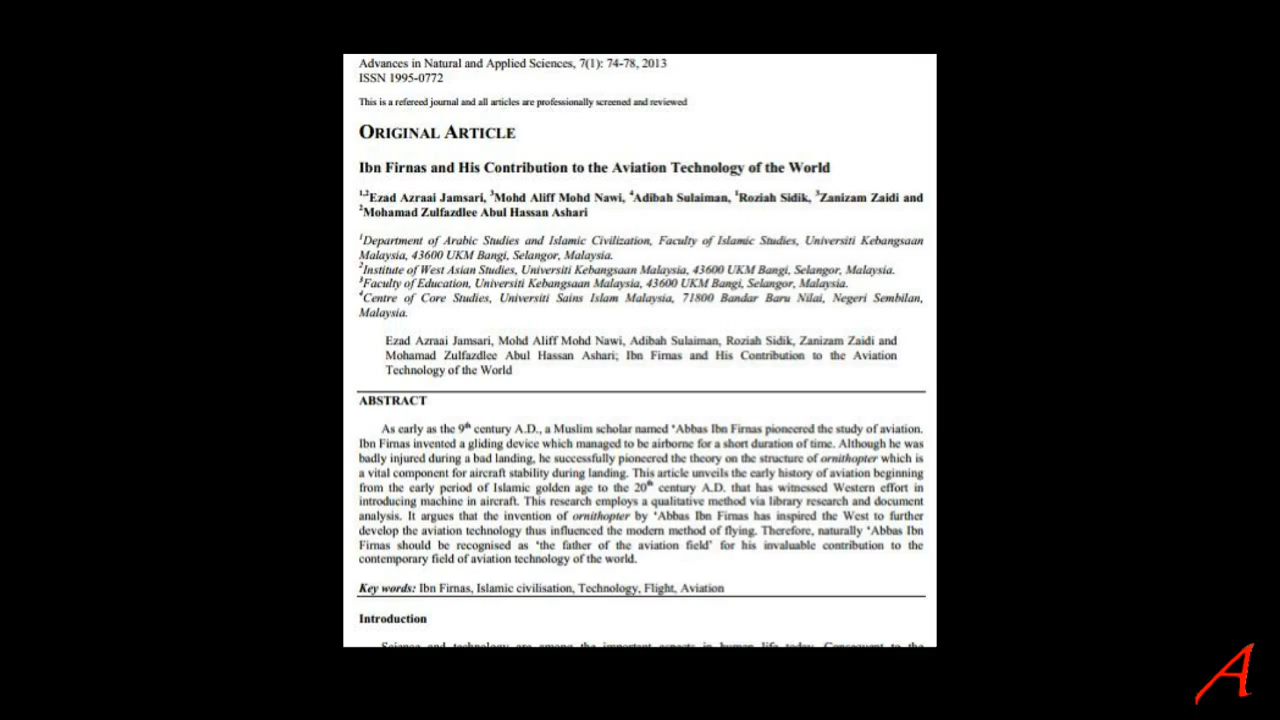 Advances in Natural and Applied Sciences, 7(1): 74-78, 2013
ISSN 1995-0772
This is a refereed journal and all articles are professionally screened and reviewed
ORIGINAL ARTICLE
Ibn Firnas and His Contribution to the Aviation Technology of the World
1,2Ezad Azraai Jamsari, 3Mohd Aliff Mohd Nawi, 4Adibah Sulaiman, 1Roziah Sidik, 3Zanizam Zaidi and
2Mohamad Zulfazdlee Abul Hassan Ashari
1Department of Arabic Studies and Islamic Civilization, Faculty of Islamic Studies, Universiti Kebangsaan
Malaysia, 43600 UKM Bangi, Selangor, Malaysia.
2Institute of West Asian Studies, Universiti Kebangsaan Malaysia, 43600 UKM Bangi, Selangor, Malaysia.
3Faculty of Education, Universiti Kebangsaan Malaysia, 43600 UKM Bangi, Selangor, Malaysia.
4Centre of Core Studies, Universiti Sains Islam Malaysia, 71800 Bandar Baru Nilai, Negeri Sembilan,
Malaysia.
Ezad Azraai Jamsari, Mohd Aliff Mohd Nawi, Adibah Sulaiman, Roziah Sidik, Zanizam Zaidi and
Mohamad Zulfazdlee Abul Hassan Ashari; Ibn Firnas and His Contribution to the Aviation
Technology of the World
ABSTRACT
As early as the 9th century A.D., a Muslim scholar named 'Abbas Ibn Firnas pioneered the study of aviation.
Ibn Firnas invented a gliding device which managed to be airborne for a short duration of time. Although he was
badly injured during a bad landing, he successfully pioneered the theory on the structure of ornithopter which is
a vital component for aircraft stability during landing. This article unveils the early history of aviation beginning
from the early period of Islamic golden age to the 20th century A.D. that has witnessed Western effort in
introducing machine in aircraft. This research employs a qualitative method via library research and document
analysis. It argues that the invention of ornithopter by 'Abbas Ibn Firnas has inspired the West to further
develop the aviation technology thus influenced the modern method of flying. Therefore, naturally 'Abbas Ibn
Firnas should be recognised as 'the father of the aviation field' for his invaluable contribution to the
contemporary field of aviation technology of the world.
Key words: Ibn Firnas, Islamic civilisation, Technology, Flight, Aviation
Introduction
Science and technology are among the important aspects in human life today. Consequent to the
A